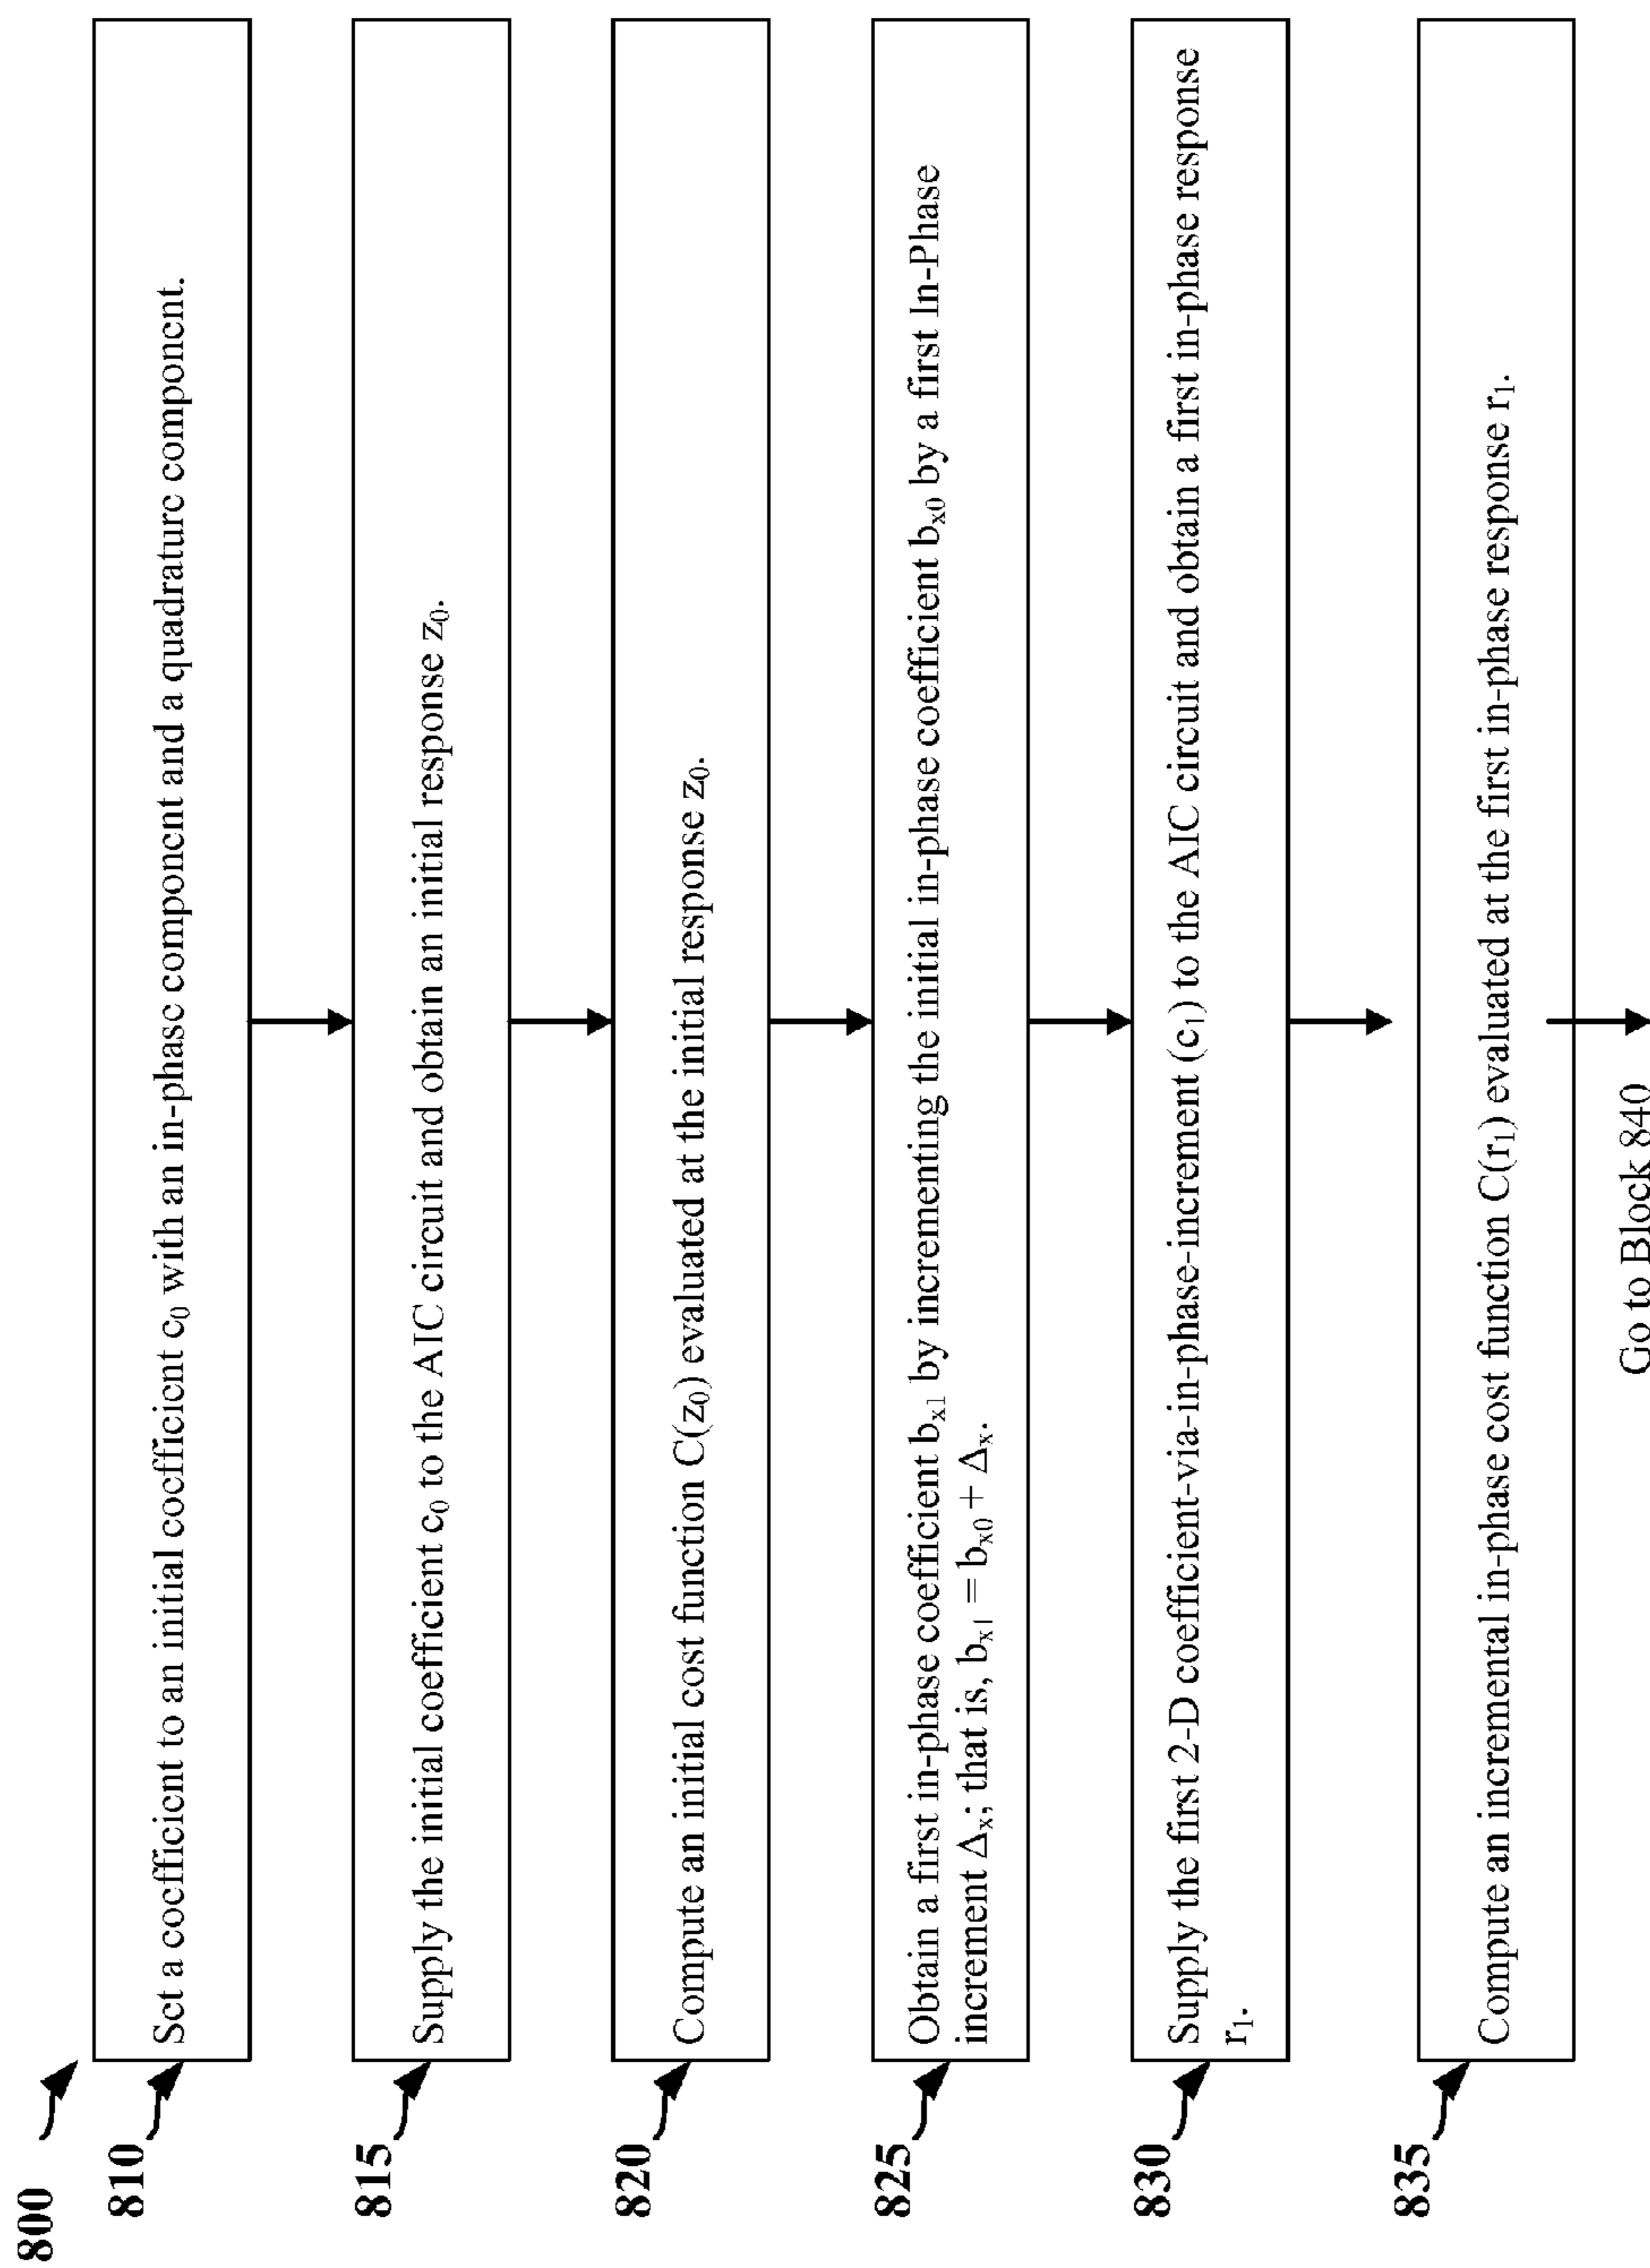 800
810
Set a coefficient to an initial coefficient c₀ with an in-phase component and a quadrature component.
815
Supply the initial coefficient c₀ to the AIC circuit and obtain an initial response z₀.
820
Compute an initial cost function C(z₀) evaluated at the initial response z₀.
825
Obtain a first in-phase coefficient bₓ₁ by incrementing the initial in-phase coefficient bₓ₀ by a first In-Phase
increment Δₓ; that is, bₓ₁ = bₓ₀ + Δₓ.
830
Supply the first 2-D coefficient-via-in-phase-increment (c₁) to the AIC circuit and obtain a first in-phase response
r₁.
835
Compute an incremental in-phase cost function C(r₁) evaluated at the first in-phase response r₁.
Go to Block 840